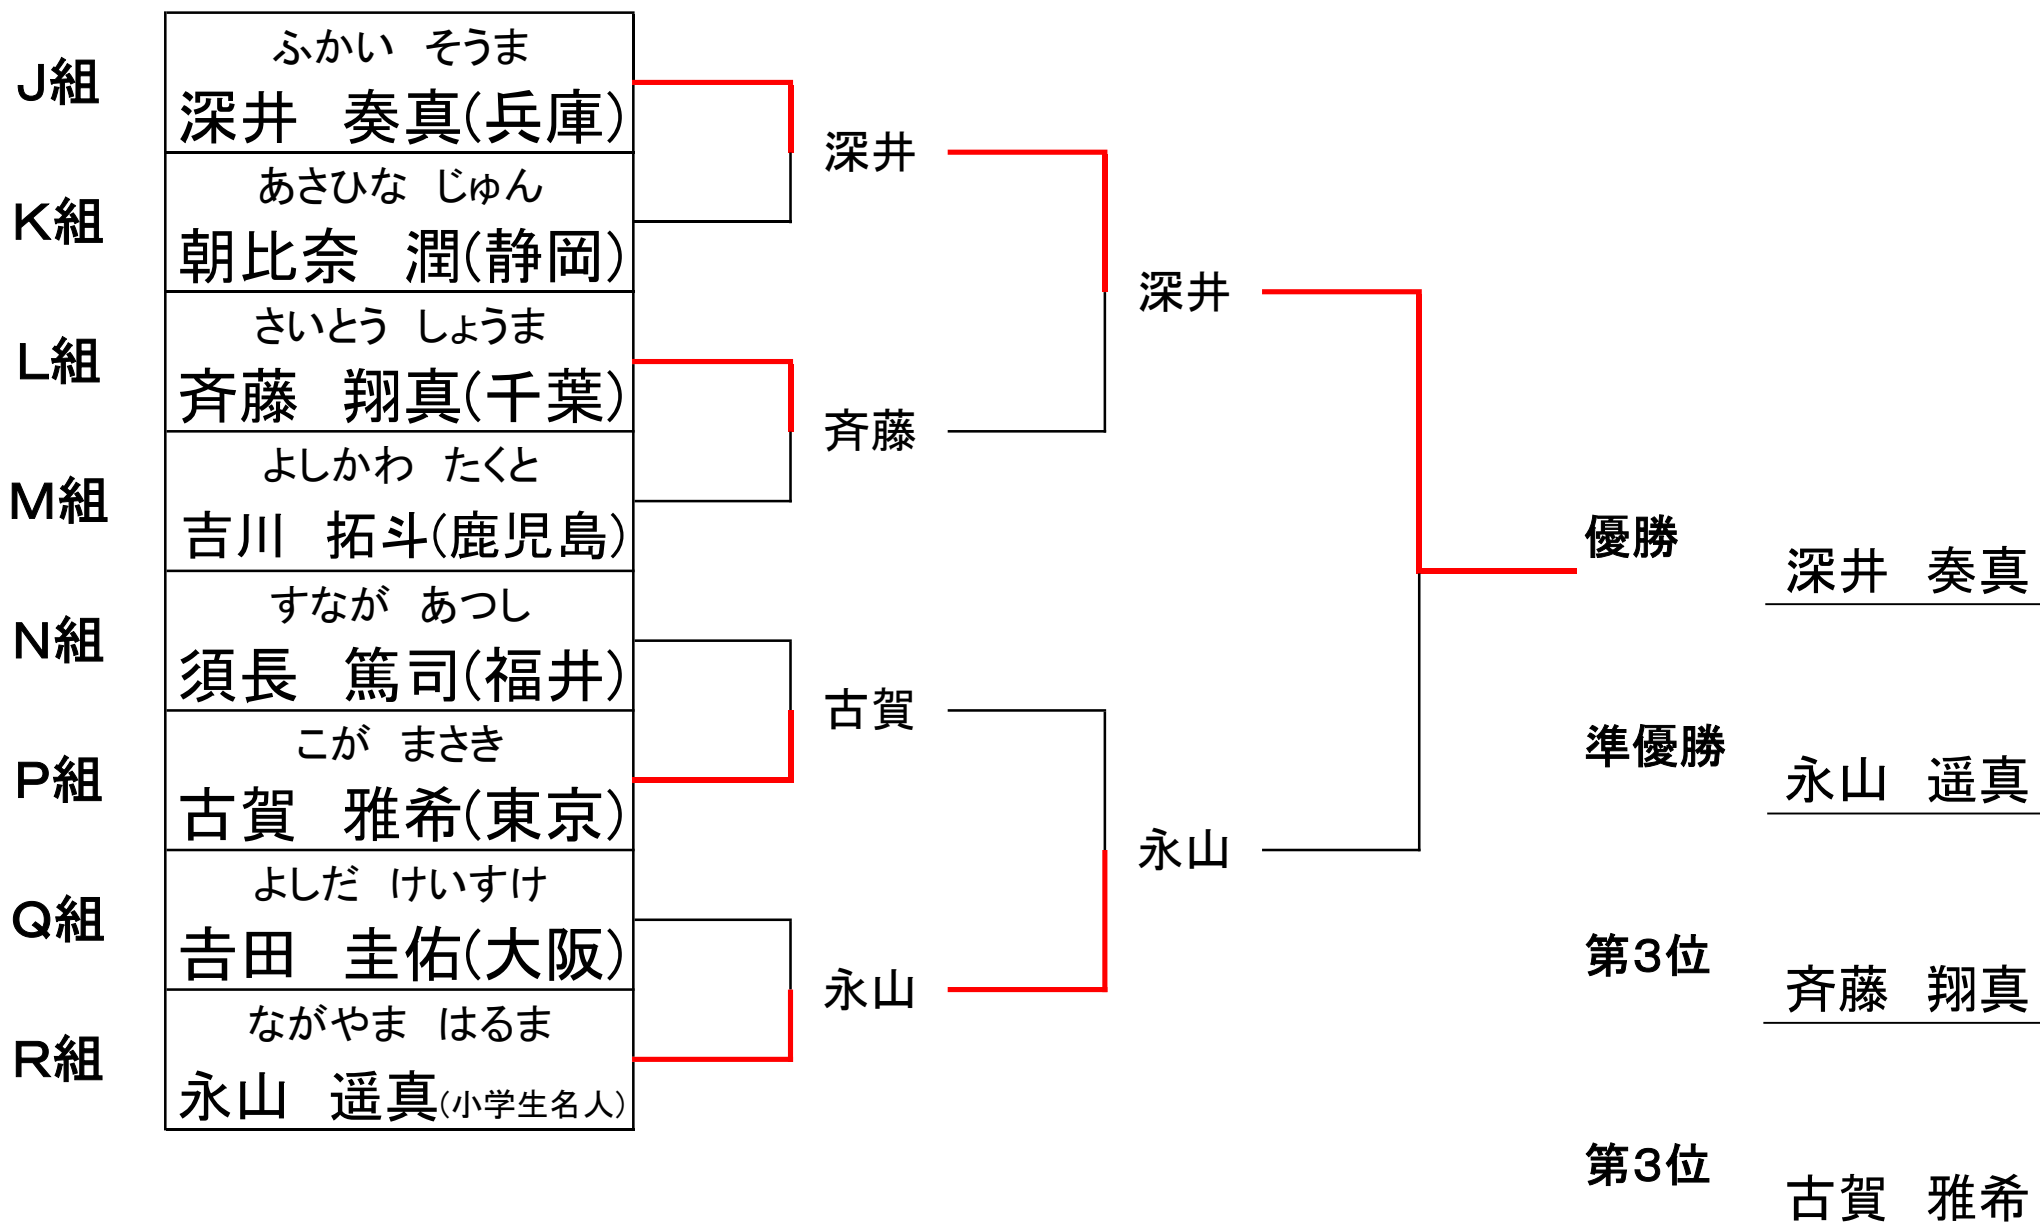 ふかい そうま
J組
深井 奏真(兵庫)
深井
あさひな じゅん
K組
朝比奈 潤(静岡)
深井
さいとう しょうま
L組
斉藤 翔真(千葉)
斉藤
よしかわ たくと
M組
吉川 拓斗(鹿児島)
優勝
深井 奏真
すなが あつし
N組
須長 篤司(福井)
古賀
こが まさき
準優勝
P組
永山 遥真
古賀 雅希(東京)
永山
よしだ けいすけ
Q組
𠮷田 圭佑(大阪)
第3位
永山
斉藤 翔真
ながやま はるま
R組
永山 遥真(小学生名人)
第3位
古賀 雅希